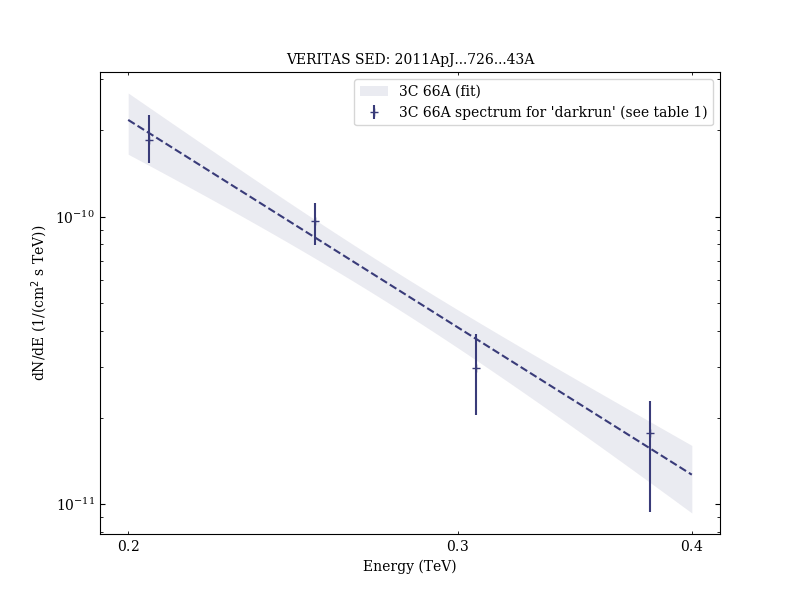 VERITAS SED: 2011ApJ...726...43A
3C 66A (fit)
3C 66A spectrum for 'darkrun' (see table 1)
dN/dE (1/(cm² s TeV))
10⁻¹⁰
10⁻¹¹
0.2 0.3 0.4
Energy (TeV)